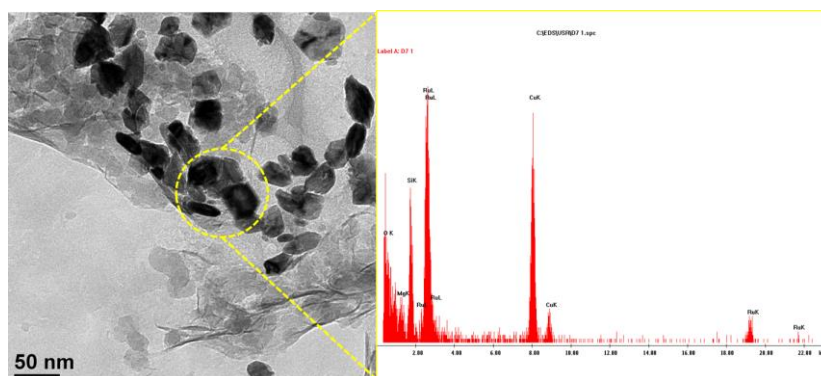 50 nm
C:\EDS\USR\D7 1.spc
Label A: D7 1
RuL
RuL
CuK
SiK
O K
MgK
RuL
CuK
RuK
RuK
2.00 4.00 6.00 8.00 10.00 12.00 14.00 16.00 18.00 20.00 22.00